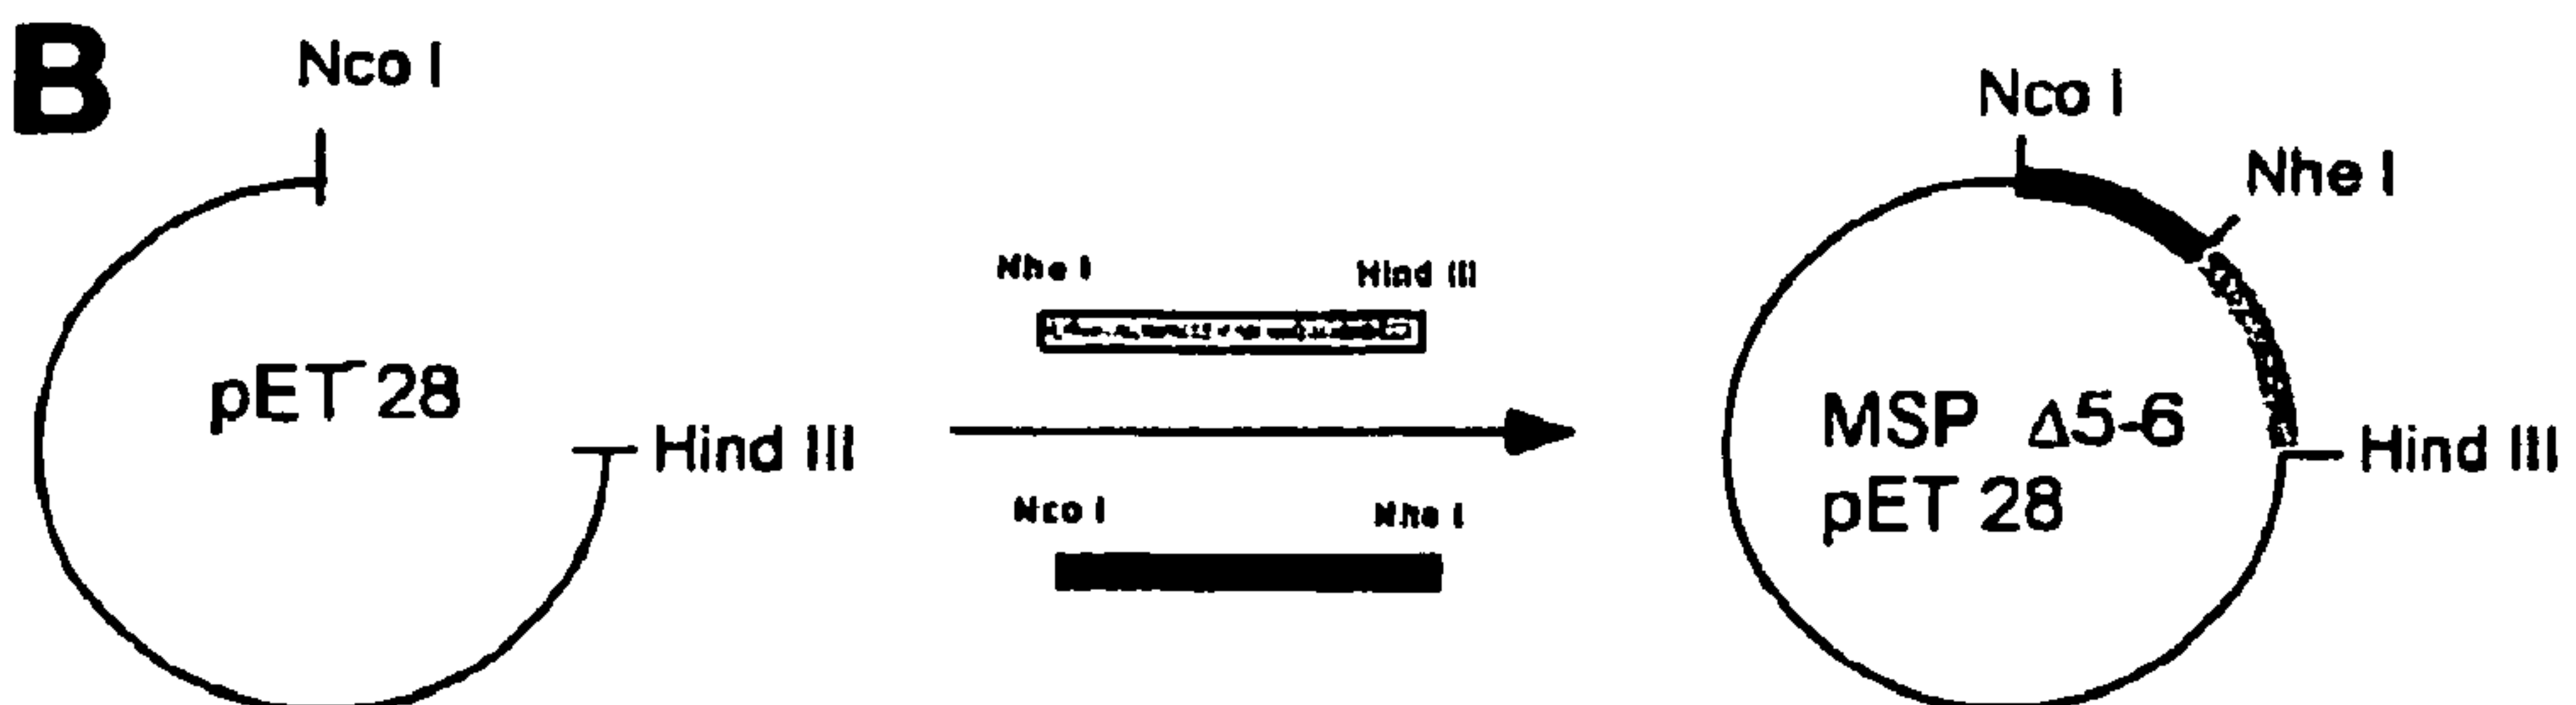 B
Nco I
pET 28
Hind III
Nhe I
Hind III
Nco I
Nhe I
Nco I
Nhe I
MSP Δ5-6
pET 28
Hind III